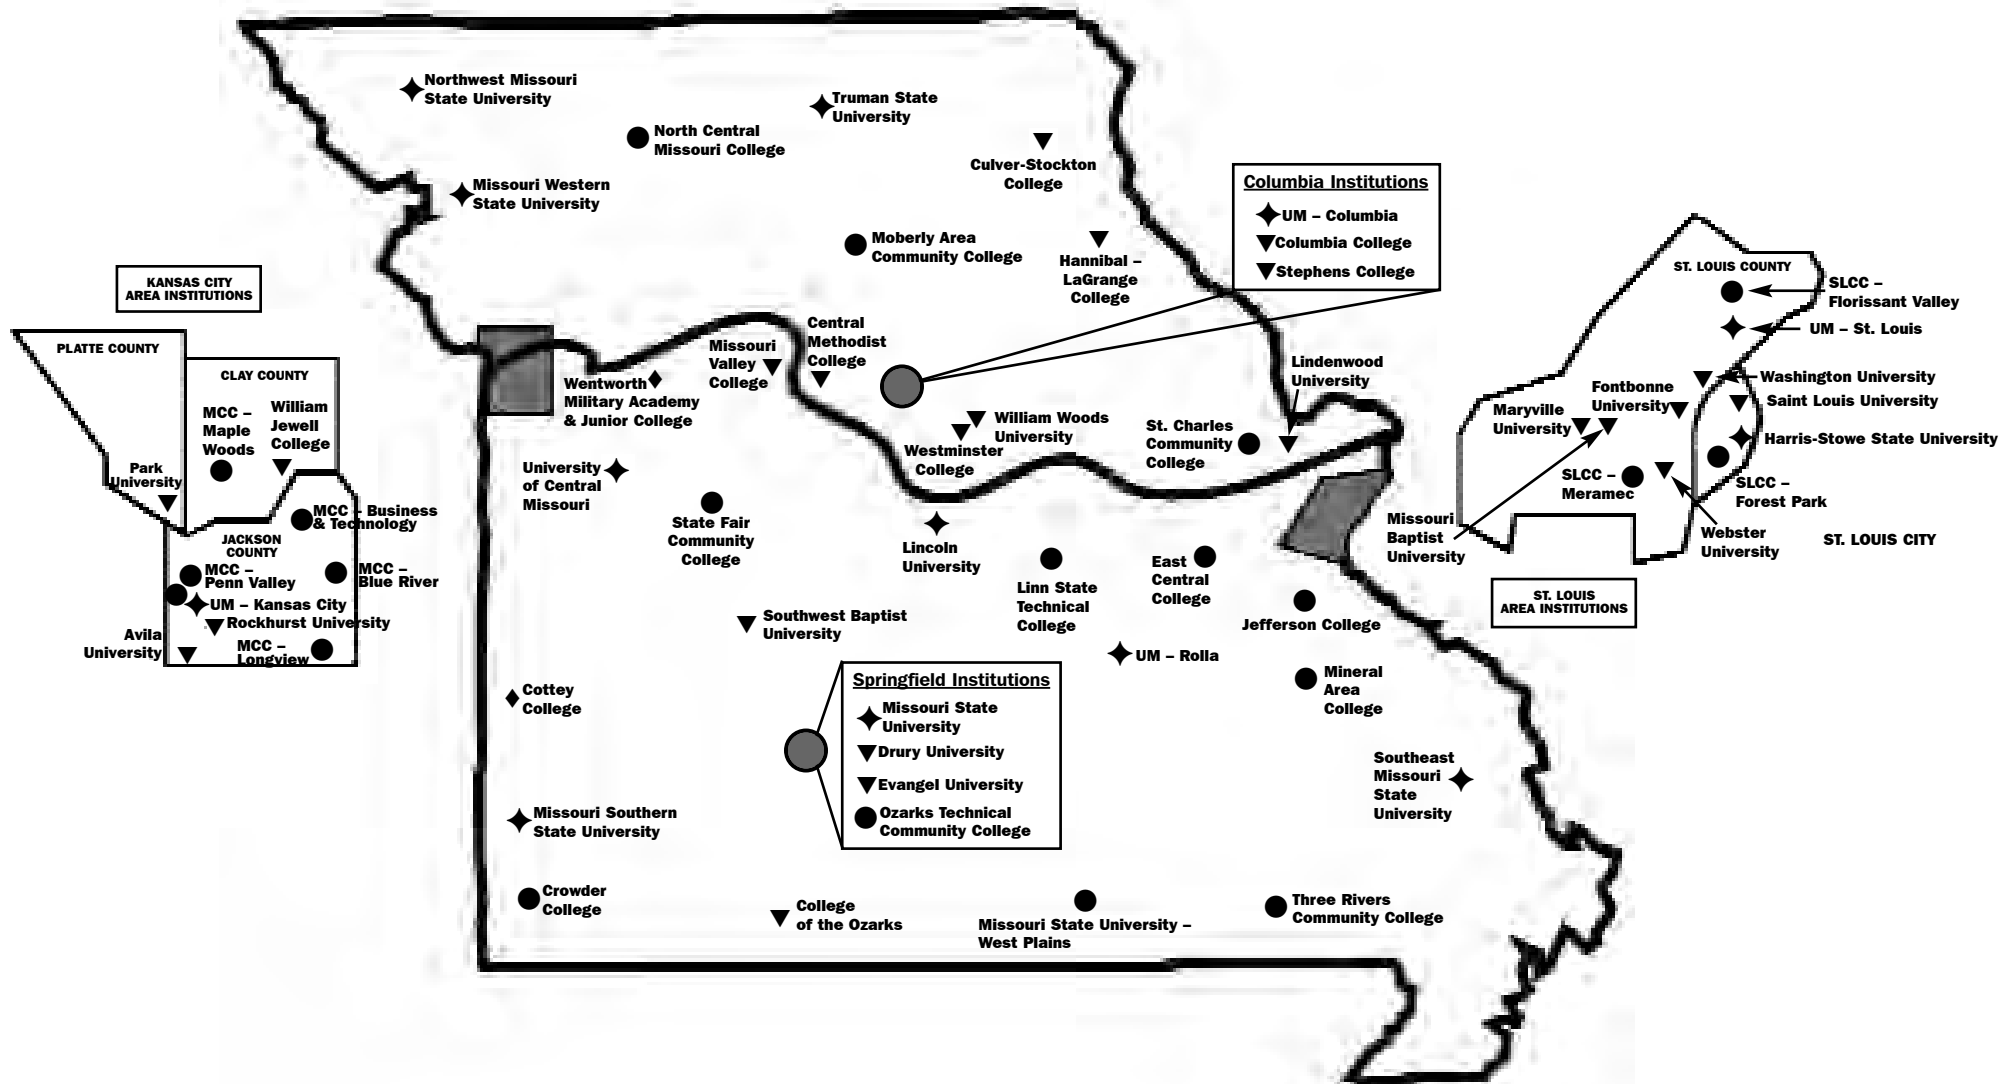 Northwest Missouri
State University
Truman State
University
North Central
Missouri College
Culver-Stockton
College
Missouri Western
State University
Moberly Area
Community College
Hannibal –
LaGrange
College
Columbia Institutions
UM – Columbia
Columbia College
Stephens College
KANSAS CITY
AREA INSTITUTIONS
PLATTE COUNTY
CLAY COUNTY
MCC –
Maple
Woods
William
Jewell
College
Park
University
MCC – Business
& Technology
JACKSON
COUNTY
MCC –
Penn Valley
MCC –
Blue River
UM – Kansas City
Rockhurst University
Avila
University
MCC –
Longview
Central
Methodist
College
Missouri
Valley
College
Wentworth
Military Academy
& Junior College
Lindenwood
University
William Woods
University
Westminster
College
St. Charles
Community
College
University
of Central
Missouri
State Fair
Community
College
Lincoln
University
Linn State
Technical
College
East
Central
College
Jefferson College
Southwest Baptist
University
UM – Rolla
Mineral
Area
College
Cottey
College
Springfield Institutions
Missouri State
University
Drury University
Evangel University
Ozarks Technical
Community College
Southeast
Missouri
State
University
Missouri Southern
State University
Crowder
College
College
of the Ozarks
Missouri State University –
West Plains
Three Rivers
Community College
ST. LOUIS COUNTY
SLCC –
Florissant Valley
UM – St. Louis
Washington University
Saint Louis University
Fontbonne
University
Maryville
University
Harris-Stowe State University
SLCC –
Meramec
SLCC –
Forest Park
Missouri
Baptist
University
Webster
University
ST. LOUIS CITY
ST. LOUIS
AREA INSTITUTIONS